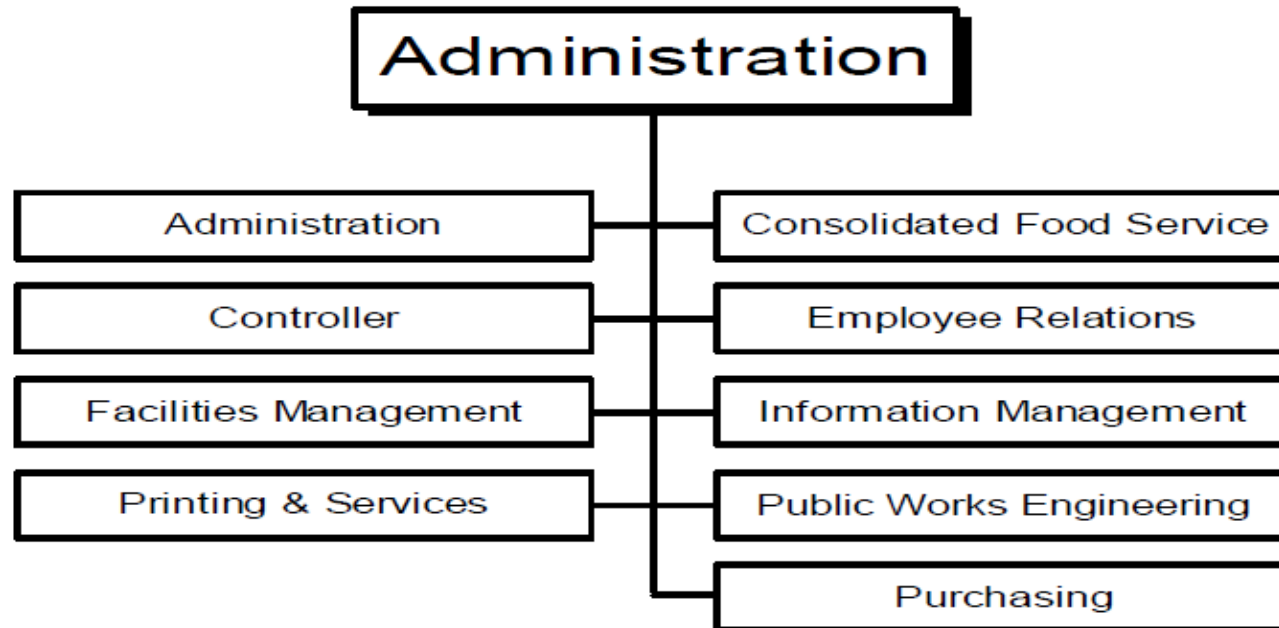 Administration
Administration
Consolidated Food Service
Controller
Employee Relations
Facilities Management
Information Management
Printing & Services
Public Works Engineering
Purchasing